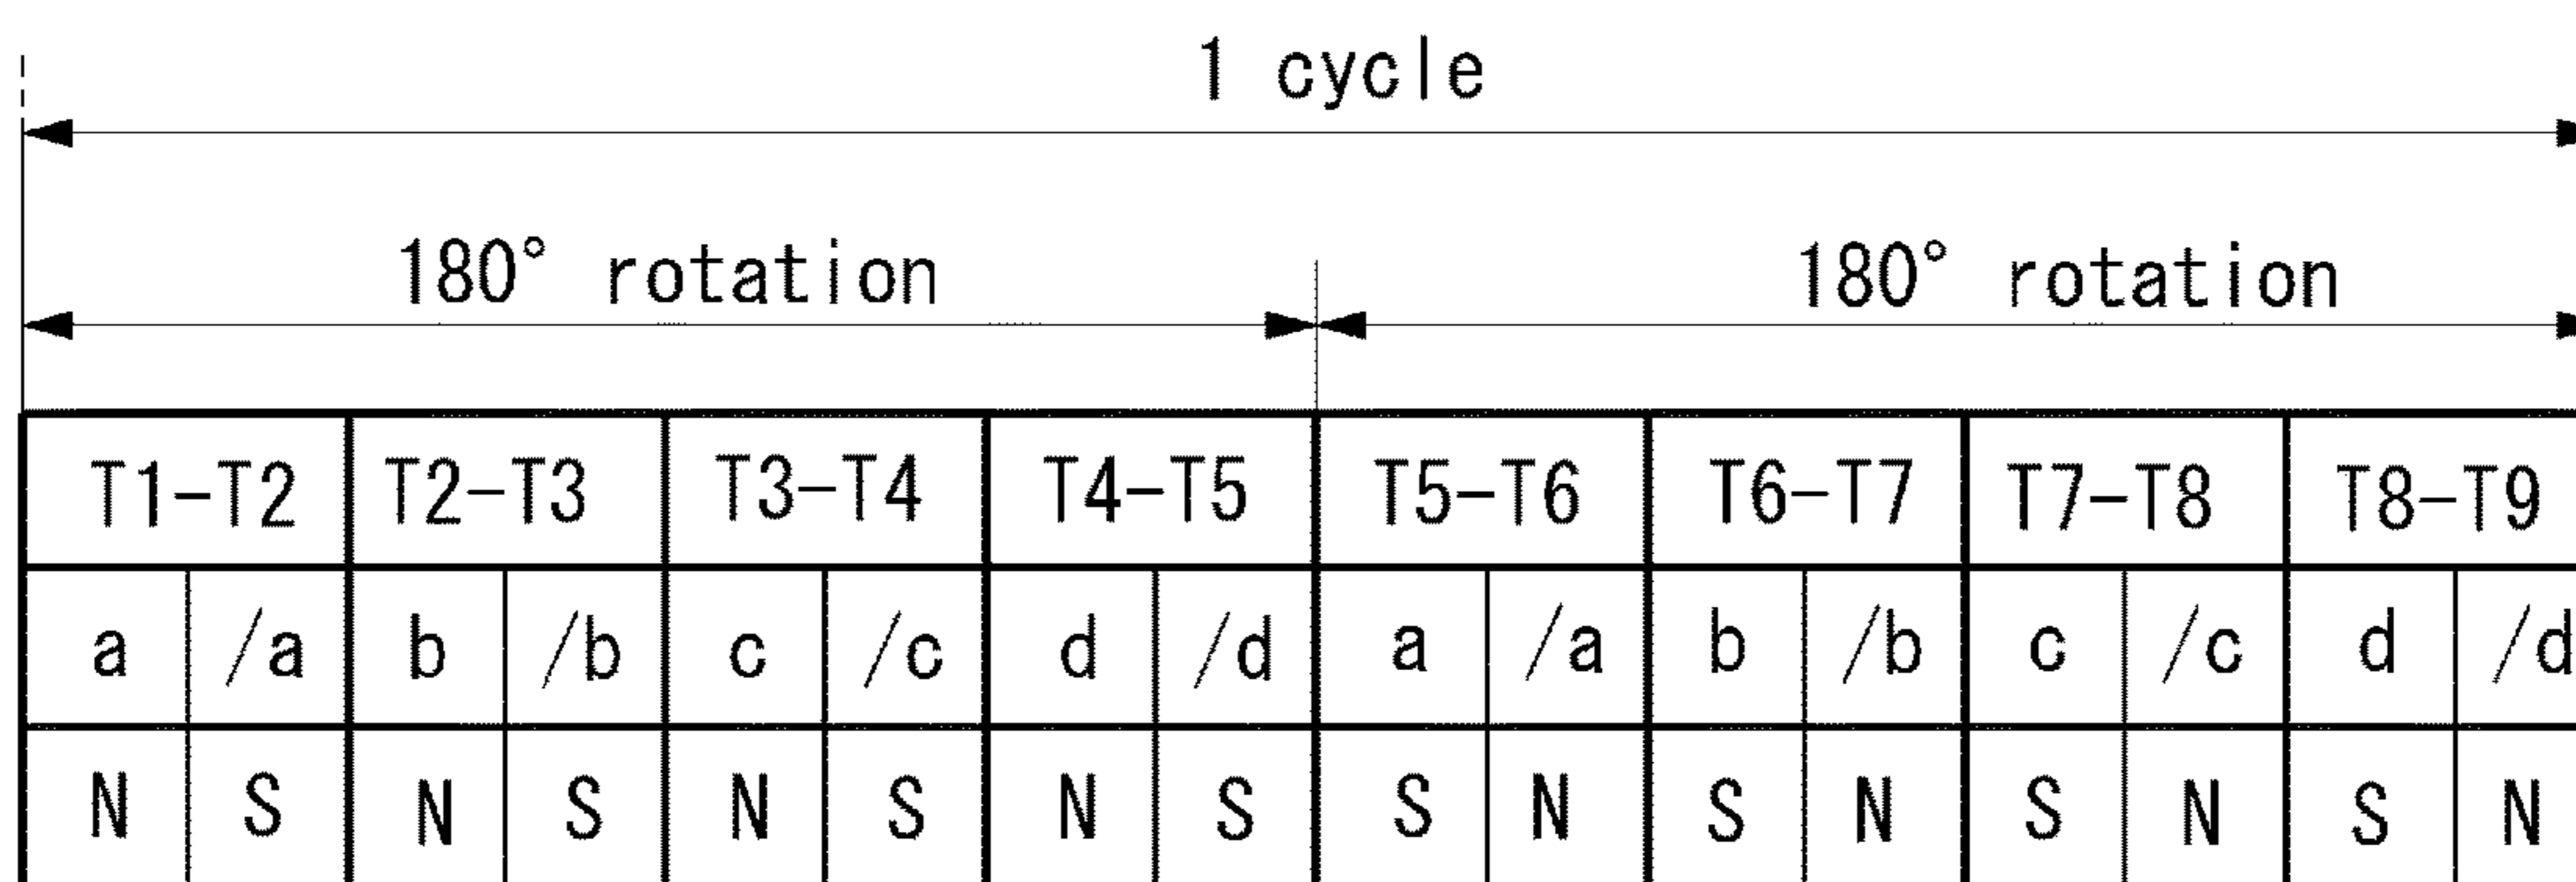 1 cycle
180° rotation 180° rotation
T1-T2 T2-T3 T3-T4 T4-T5 T5-T6 T6-T7 T7-T8 T8-T9
a /a b /b c /c d /d a /a b /b c /c d /d
N S N S N S N S S N S N S N S N